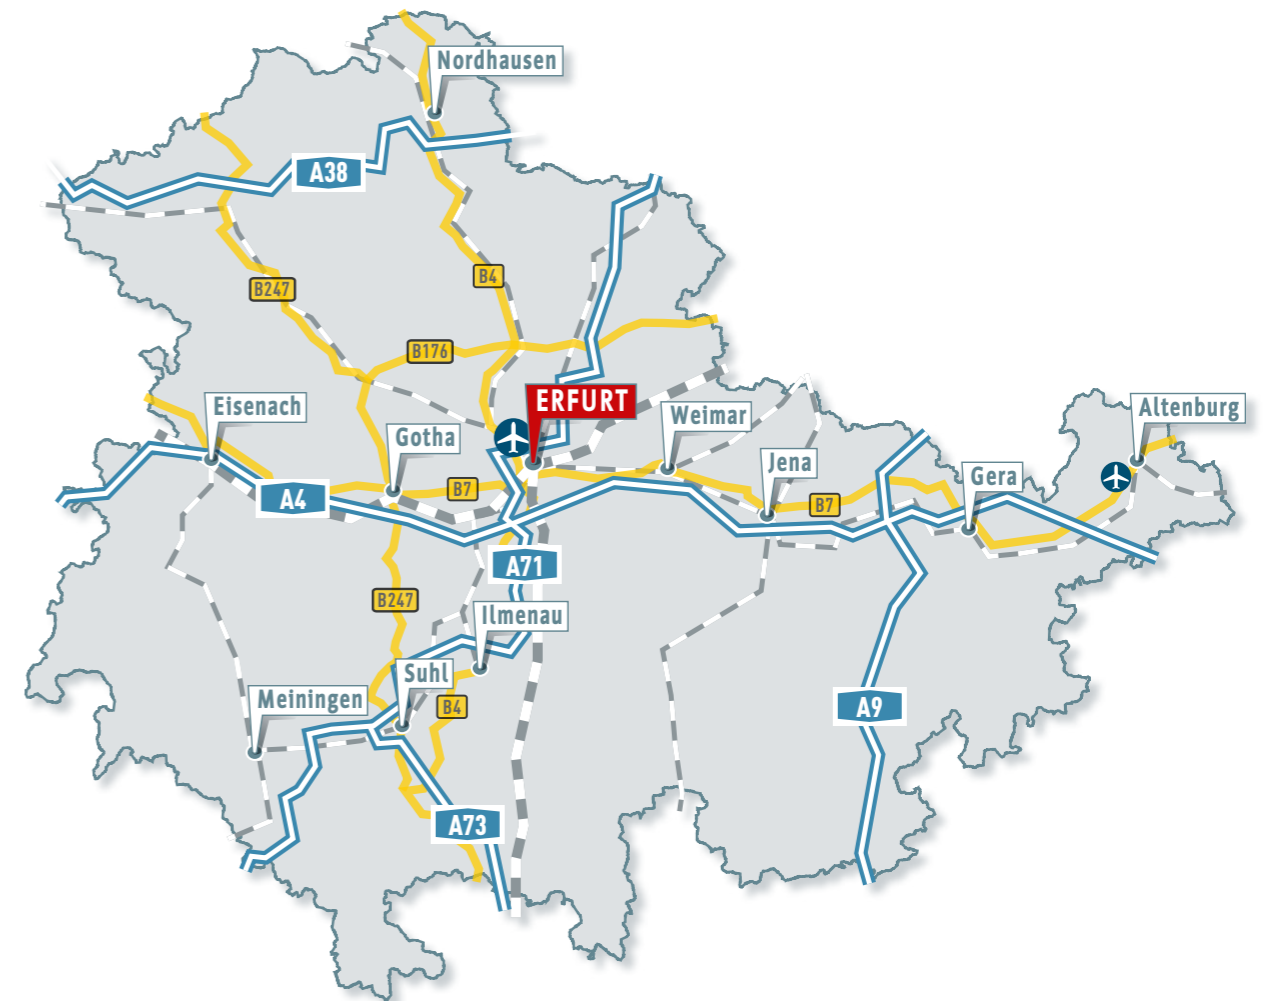 Nordhausen
A38
B4
B247
B176
Eisenach
ERFURT
Weimar
Altenburg
Gotha
Jena
Gera
A4
B7
B7
A71
B247
Ilmenau
Suhl
Meiningen
B4
A9
A73